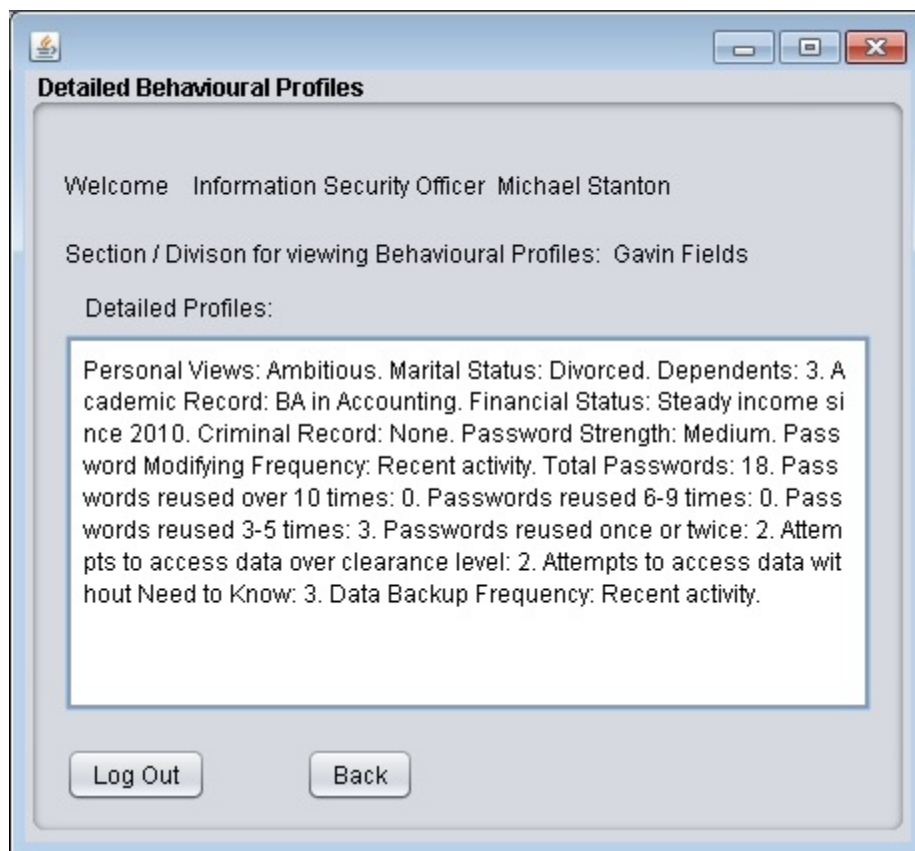 Detailed Behavioural Profiles
Welcome Information Security Officer Michael Stanton
Section / Divison for viewing Behavioural Profiles: Gavin Fields
Detailed Profiles:
Personal Views: Ambitious. Marital Status: Divorced. Dependents: 3. A
cademic Record: BA in Accounting. Financial Status: Steady income si
nce 2010. Criminal Record: None. Password Strength: Medium. Pass
word Modifying Frequency: Recent activity. Total Passwords: 18. Pass
words reused over 10 times: 0. Passwords reused 6-9 times: 0. Pass
words reused 3-5 times: 3. Passwords reused once or twice: 2. Attem
pts to access data over clearance level: 2. Attempts to access data wit
hout Need to Know: 3. Data Backup Frequency: Recent activity.
Log Out Back